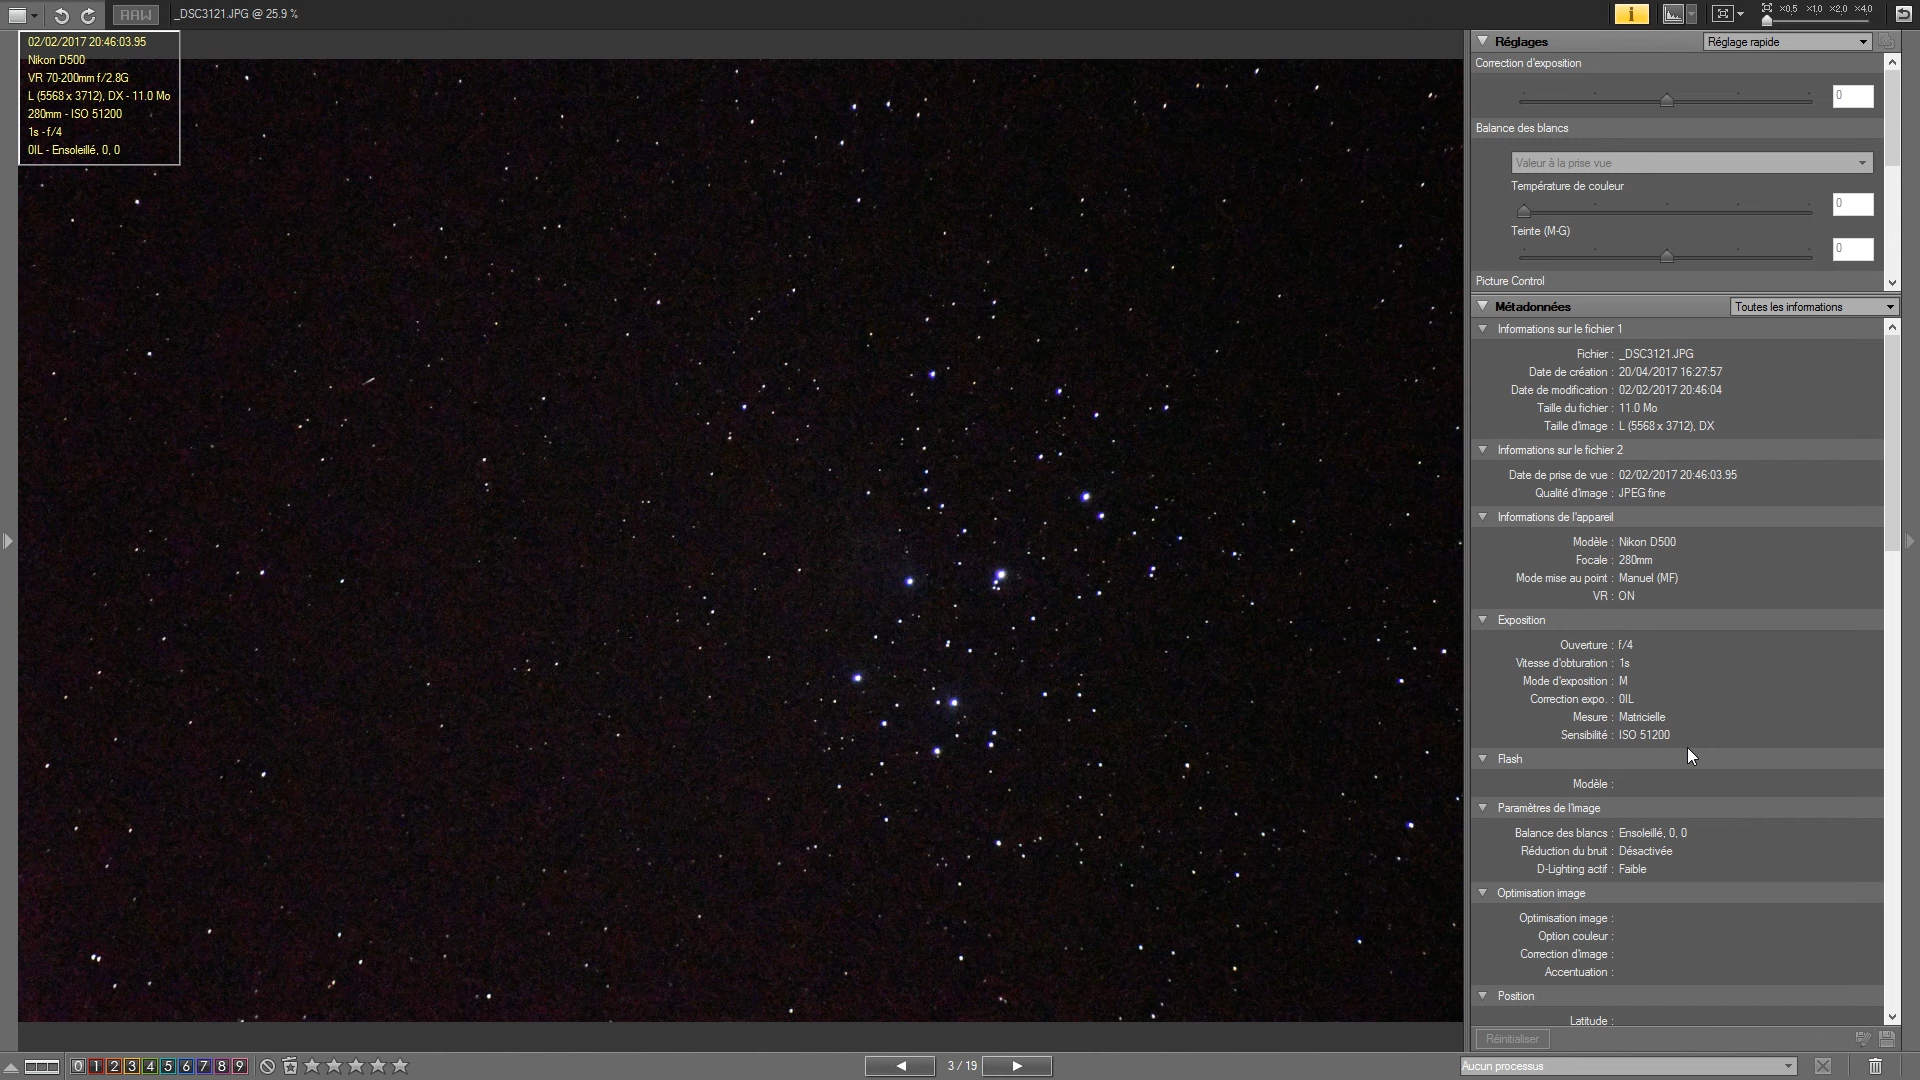 RAW
_DSC3121.JPG @ 25.9 %
i
x0,5 x1,0 x2,0 x4,0
02/02/2017 20:46:03.95
Nikon D500
VR 70-200mm f/2.8G
L (5568 x 3712), DX - 11.0 Mo
280mm - ISO 51200
1s - f/4
0IL - Ensoleillé, 0, 0
Réglages
Réglage rapide
Correction d'exposition
0
Balance des blancs
Valeur à la prise vue
Température de couleur
0
Teinte (M-G)
0
Picture Control
Métadonnées
Toutes les informations
Informations sur le fichier 1
Fichier : _DSC3121.JPG
Date de création : 20/04/2017 16:27:57
Date de modification : 02/02/2017 20:46:04
Taille du fichier : 11.0 Mo
Taille d'image : L (5568 x 3712), DX
Informations sur le fichier 2
Date de prise de vue : 02/02/2017 20:46:03.95
Qualité d'image : JPEG fine
Informations de l'appareil
Modèle : Nikon D500
Focale : 280mm
Mode mise au point : Manuel (MF)
VR : ON
Exposition
Ouverture : f/4
Vitesse d'obturation : 1s
Mode d'exposition : M
Correction expo. : 0IL
Mesure : Matricielle
Sensibilité : ISO 51200
Flash
Modèle :
Paramètres de l'image
Balance des blancs : Ensoleillé, 0, 0
Réduction du bruit : Désactivée
D-Lighting actif : Faible
Optimisation image
Optimisation image :
Option couleur :
Correction d'image :
Accentuation :
Position
Latitude :
Réinitialiser
0 1 2 3 4 5 6 7 8 9
3 / 19
Aucun processus